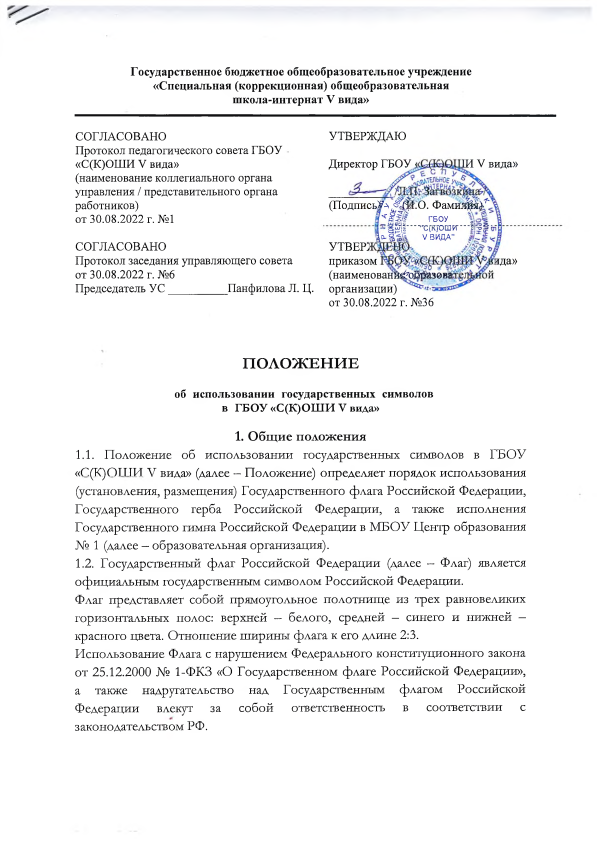 Государственное бюджетное общеобразовательное учреждение
«Специальная (коррекционная) общеобразовательная
школа-интернат V вида»
СОГЛАСОВАНО
Протокол педагогического совета ГБОУ
«С(К)ОШИ V вида»
(наименование коллегиального органа
управления / представительного органа
работников)
от 30.08.2022 г. №1
УТВЕРЖДАЮ
Директор ГБОУ «С(К)ОШИ V вида»
Л.П. Загвозкина
(Подпись) (И.О. Фамилия)
ГБОУ
"С(К)ОШИ
V ВИДА"
СОГЛАСОВАНО
Протокол заседания управляющего совета
от 30.08.2022 г. №6
Председатель УС ___________Панфилова Л. Ц.
УТВЕРЖДЕНО
приказом ГБОУ «С(К)ОШИ V вида»
(наименование образовательной
организации)
от 30.08.2022 г. №36
ПОЛОЖЕНИЕ
об использовании государственных символов
в ГБОУ «С(К)ОШИ V вида»
1. Общие положения
1.1. Положение об использовании государственных символов в ГБОУ
«С(К)ОШИ V вида» (далее – Положение) определяет порядок использования
(установления, размещения) Государственного флага Российской Федерации,
Государственного герба Российской Федерации, а также исполнения
Государственного гимна Российской Федерации в МБОУ Центр образования
№ 1 (далее – образовательная организация).
1.2. Государственный флаг Российской Федерации (далее – Флаг) является
официальным государственным символом Российской Федерации.
Флаг представляет собой прямоугольное полотнище из трех равновеликих
горизонтальных полос: верхней – белого, средней – синего и нижней –
красного цвета. Отношение ширины флага к его длине 2:3.
Использование Флага с нарушением Федерального конституционного закона
от 25.12.2000 № 1-ФКЗ «О Государственном флаге Российской Федерации»,
а также надругательство над Государственным флагом Российской
Федерации влекут за собой ответственность в соответствии с
законодательством РФ.